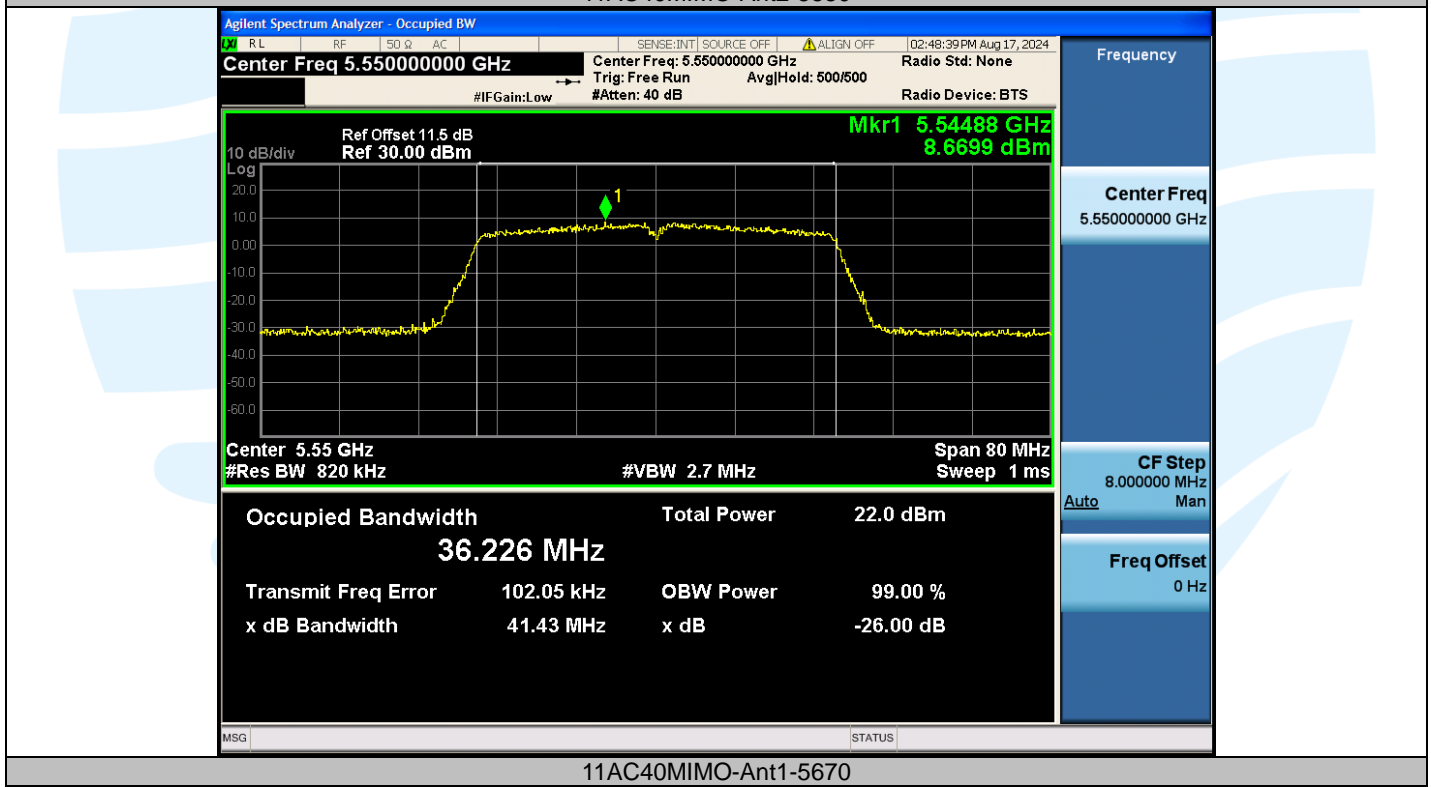 Agilent Spectrum Analyzer - Occupied BW
LXI RL RF 50 Ω AC SENSE:INT SOURCE OFF ALIGN OFF 02:48:39 PM Aug 17, 2024
Center Freq 5.550000000 GHz
Center Freq: 5.550000000 GHz
Radio Std: None
Trig: Free Run
Avg|Hold: 500/500
#IFGain:Low
#Atten: 40 dB
Radio Device: BTS
Ref Offset 11.5 dB
Mkr1 5.54488 GHz
10 dB/div
Ref 30.00 dBm
8.6699 dBm
Log
20.0
1
10.0
0.00
-10.0
-20.0
-30.0
-40.0
-50.0
-60.0
Center 5.55 GHz
Span 80 MHz
#Res BW 820 kHz
#VBW 2.7 MHz
Sweep 1 ms
Occupied Bandwidth
Total Power 22.0 dBm
36.226 MHz
Transmit Freq Error 102.05 kHz
OBW Power 99.00 %
x dB Bandwidth 41.43 MHz
x dB -26.00 dB
MSG
STATUS
Frequency
Center Freq
5.550000000 GHz
CF Step
8.000000 MHz
Auto Man
Freq Offset
0 Hz
11AC40MIMO-Ant1-5670